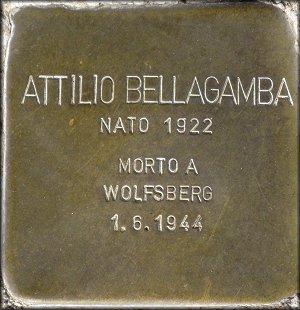 ATTILIO BELLAGAMBA
NATO 1922
MORTO A
WOLFSBERG
1.6.1944